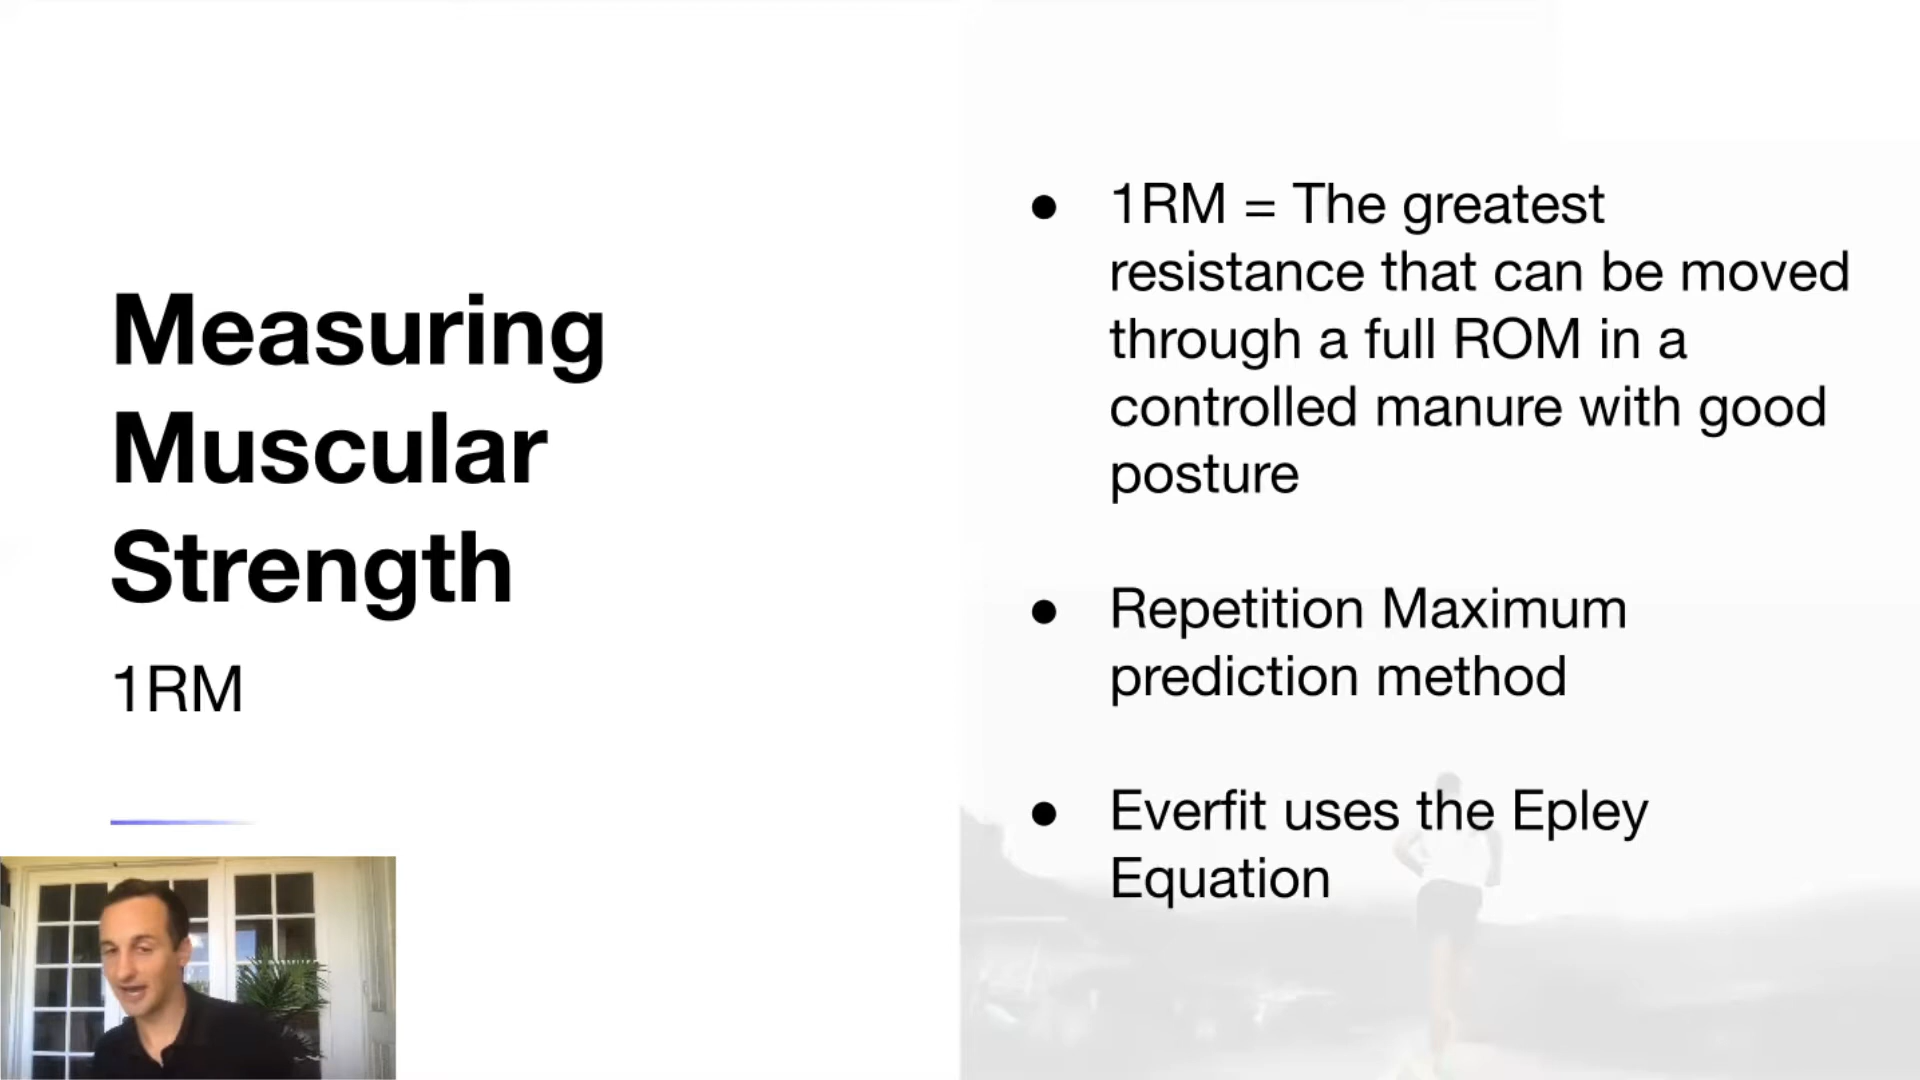 Measuring
Muscular
Strength
1RM
● 1RM = The greatest
resistance that can be moved
through a full ROM in a
controlled manure with good
posture
● Repetition Maximum
prediction method
● Everfit uses the Epley
Equation